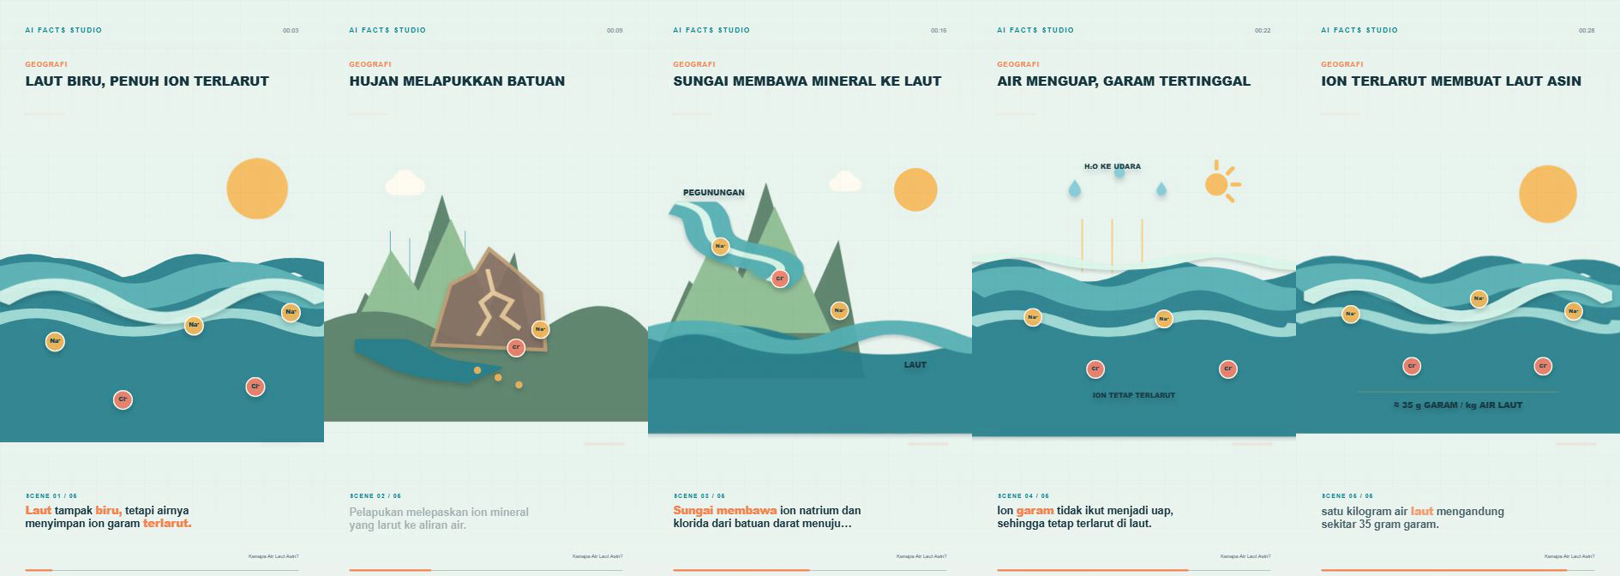 AI FACTS STUDIO
00:03
GEOGRAFI
LAUT BIRU, PENUH ION TERLARUT
Na⁺
Na⁺
Na⁺
Cl⁻
Cl⁻
SCENE 01 / 06
Laut tampak biru, tetapi airnya
menyimpan ion garam terlarut.
Kenapa Air Laut Asin?
AI FACTS STUDIO
00:09
GEOGRAFI
HUJAN MELAPUKKAN BATUAN
Na⁺
Cl⁻
SCENE 02 / 06
Pelapukan melepaskan ion mineral
yang larut ke aliran air.
Kenapa Air Laut Asin?
AI FACTS STUDIO
00:16
GEOGRAFI
SUNGAI MEMBAWA MINERAL KE LAUT
PEGUNUNGAN
Na⁺
Cl⁻
Na⁺
LAUT
SCENE 03 / 06
Sungai membawa ion natrium dan
klorida dari batuan darat menuju...
Kenapa Air Laut Asin?
AI FACTS STUDIO
00:22
GEOGRAFI
AIR MENGUAP, GARAM TERTINGGAL
H₂O KE UDARA
Na⁺
Na⁺
Cl⁻
Cl⁻
ION TETAP TERLARUT
SCENE 04 / 06
Ion garam tidak ikut menjadi uap,
sehingga tetap terlarut di laut.
Kenapa Air Laut Asin?
AI FACTS STUDIO
00:28
GEOGRAFI
ION TERLARUT MEMBUAT LAUT ASIN
Na⁺
Na⁺
Na⁺
Cl⁻
Cl⁻
≈ 35 g GARAM / kg AIR LAUT
SCENE 05 / 06
satu kilogram air laut mengandung
sekitar 35 gram garam.
Kenapa Air Laut Asin?